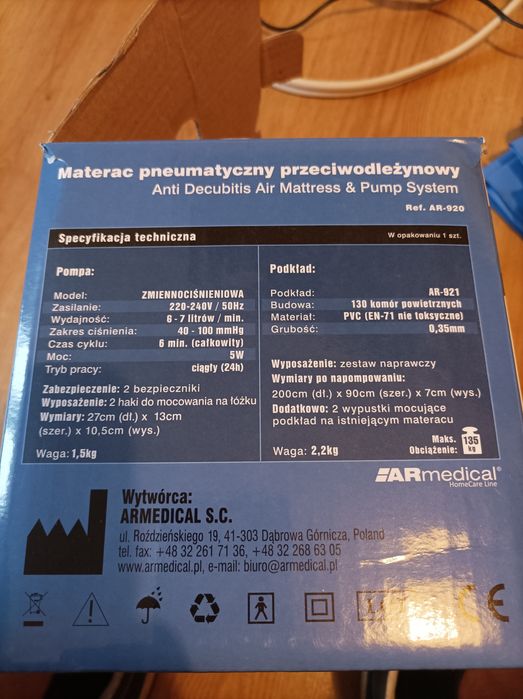 Materac pneumatyczny przeciwodleżynowy
Anti Decubitis Air Mattress & Pump System
Ref. AR-920
Specyfikacja techniczna
W opakowaniu 1 szt.
Pompa:
Model: ZMIENNOCIŚNIENIOWA
Zasilanie: 220-240V / 50Hz
Wydajność: 6 - 7 litrów / min.
Zakres ciśnienia: 40 - 100 mmHg
Czas cyklu: 6 min. (całkowity)
Moc: 5W
Tryb pracy: ciągły (24h)
Zabezpieczenie: 2 bezpieczniki
Wyposażenie: 2 haki do mocowania na łóżku
Wymiary: 27cm (dł.) x 13cm
(szer.) x 10,5cm (wys.)
Waga: 1,5kg
Podkład:
Podkład: AR-921
Budowa: 130 komór powietrznych
Materiał: PVC (EN-71 nie toksyczne)
Grubość: 0,35mm
Wyposażenie: zestaw naprawczy
Wymiary po napompowaniu:
200cm (dł.) x 90cm (szer.) x 7cm (wys.)
Dodatkowo: 2 wypustki mocujące
podkład na istniejącym materacu
Waga: 2,2kg
Maks.
Obciążenie:
135
kg
ARmedical®
HomeCare Line
Wytwórca:
ARMEDICAL S.C.
ul. Roździeńskiego 19, 41-303 Dąbrowa Górnicza, Poland
tel. fax: +48 32 261 71 36, +48 32 268 63 05
www.armedical.pl, e-mail: biuro@armedical.pl
CE